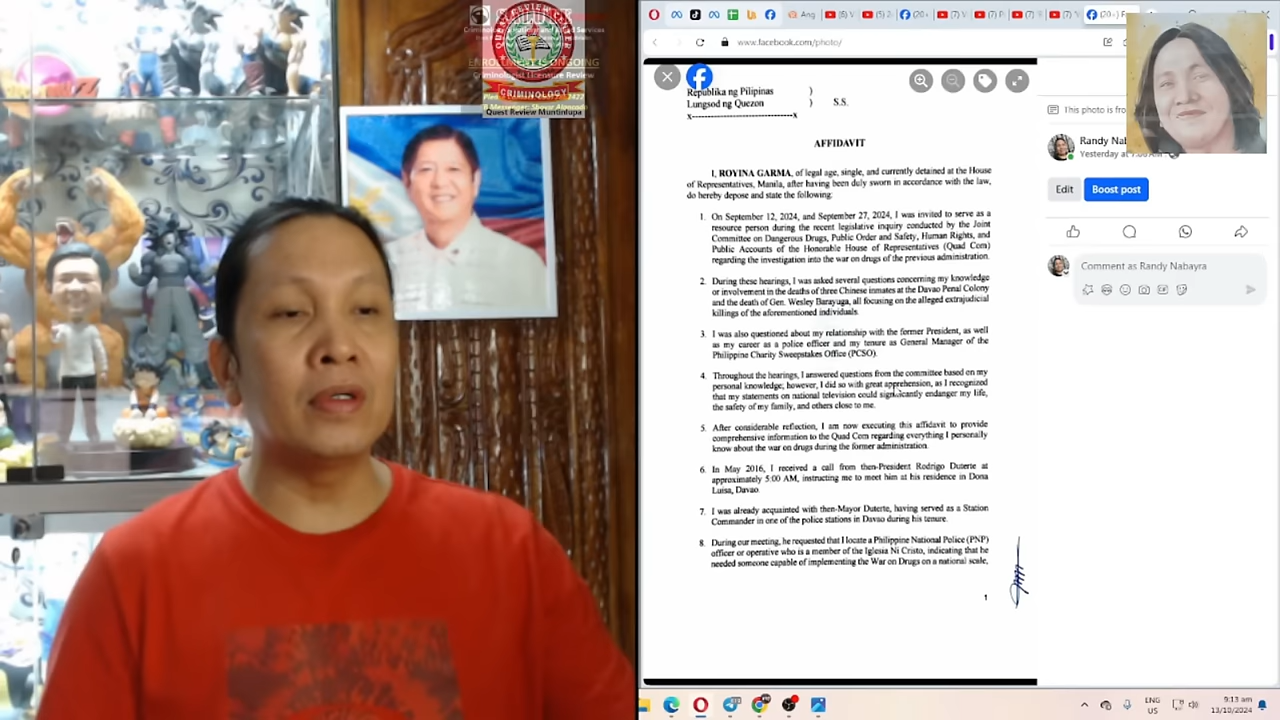 ENROLLMENT IS ONGOING
Criminologist Licensure Review
CRIMINOLOGY
Quest Review Muntinlupa
www.facebook.com/photo/
Republika ng Pilipinas )
Lungsod ng Quezon ) S.S.
x------------------------------x
AFFIDAVIT
I, ROYINA GARMA, of legal age, single, and currently detained at the House
of Representatives, Manila, after having been duly sworn in accordance with the law,
do hereby depose and state the following:
1. On September 12, 2024, and September 27, 2024, I was invited to serve as a
resource person during the recent legislative inquiry conducted by the Joint
Committee on Dangerous Drugs, Public Order and Safety, Human Rights, and
Public Accounts of the Honorable House of Representatives (Quad Com)
regarding the investigation into the war on drugs of the previous administration.
2. During these hearings, I was asked several questions concerning my knowledge
or involvement in the deaths of three Chinese inmates at the Davao Penal Colony
and the death of Gen. Wesley Barayuga, all focusing on the alleged extrajudicial
killings of the aforementioned individuals.
3. I was also questioned about my relationship with the former President, as well
as my career as a police officer and my tenure as General Manager of the
Philippine Charity Sweepstakes Office (PCSO).
4. Throughout the hearings, I answered questions from the committee based on my
personal knowledge; however, I did so with great apprehension, as I recognized
that my statements on national television could significantly endanger my life,
the safety of my family, and others close to me.
5. After considerable reflection, I am now executing this affidavit to provide
comprehensive information to the Quad Com regarding everything I personally
know about the war on drugs during the former administration.
6. In May 2016, I received a call from then-President Rodrigo Duterte at
approximately 5:00 AM, instructing me to meet him at his residence in Dona
Luisa, Davao.
7. I was already acquainted with then-Mayor Duterte, having served as a Station
Commander in one of the police stations in Davao during his tenure.
8. During our meeting, he requested that I locate a Philippine National Police (PNP)
officer or operative who is a member of the Iglesia Ni Cristo, indicating that he
needed someone capable of implementing the War on Drugs on a national scale,
1
This photo is from
Randy
Yesterday at
Edit
Boost post
Comment as Randy Nabayra
ENG
US
9:13 am
13/10/2024